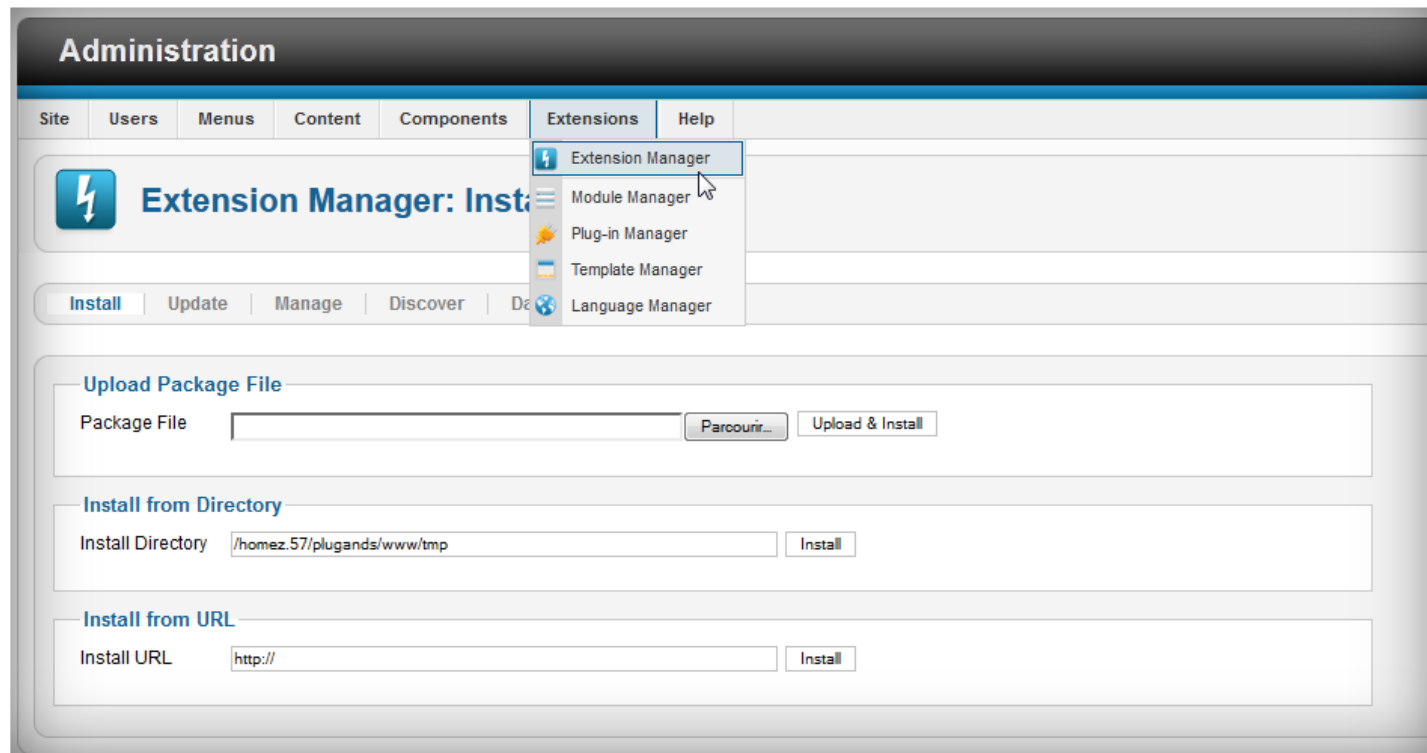 Administration
Site Users Menus Content Components Extensions Help
Extension Manager
Extension Manager: Inst
Module Manager
Plug-in Manager
Template Manager
Install Update Manage Discover Da Language Manager
Upload Package File
Package File Parcourir... Upload & Install
Install from Directory
Install Directory /homez.57/plugands/www/tmp Install
Install from URL
Install URL http:// Install